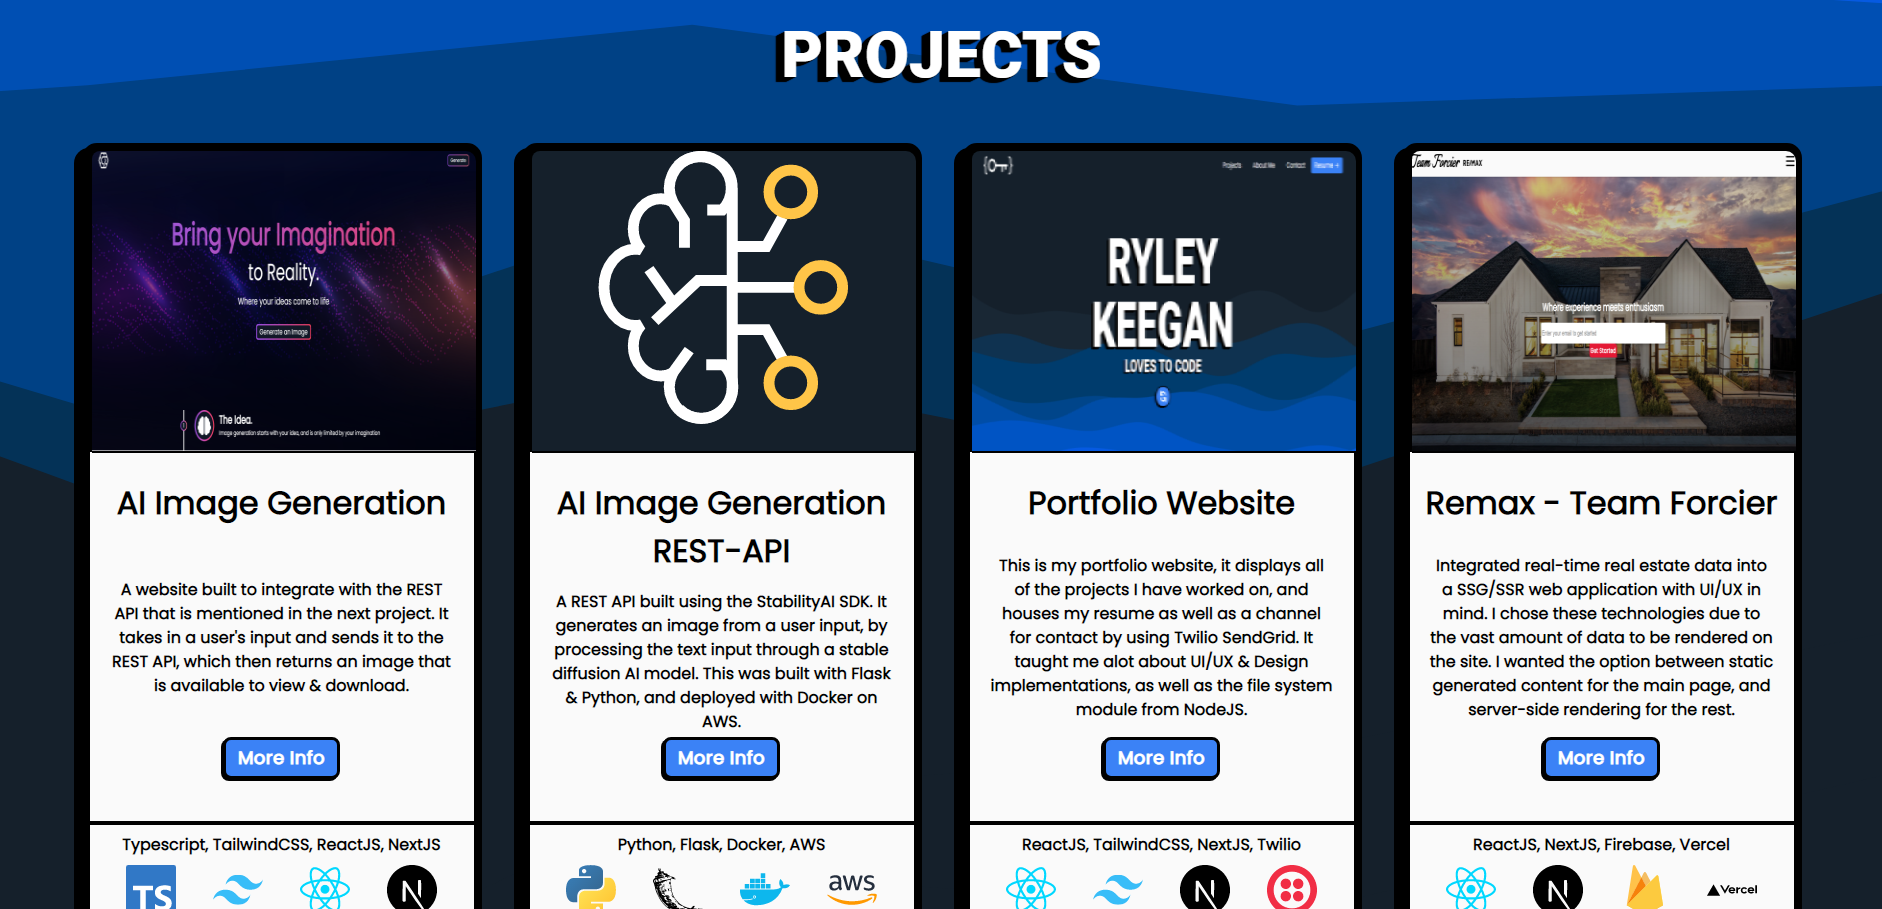 PROJECTS
Generate
Bring your Imagination
to Reality.
Where your ideas come to life
Generate an Image
The Idea.
Image generation starts with your idea, and is only limited by your imagination
AI Image Generation
A website built to integrate with the REST
API that is mentioned in the next project. It
takes in a user's input and sends it to the
REST API, which then returns an image that
is available to view & download.
More Info
Typescript, TailwindCSS, ReactJS, NextJS
TS
N
AI Image Generation
REST-API
A REST API built using the StabilityAI SDK. It
generates an image from a user input, by
processing the text input through a stable
diffusion AI model. This was built with Flask
& Python, and deployed with Docker on
AWS.
More Info
Python, Flask, Docker, AWS
aws
Projects About Me Contact Resume
RYLEY
KEEGAN
LOVES TO CODE
Portfolio Website
This is my portfolio website, it displays all
of the projects I have worked on, and
houses my resume as well as a channel
for contact by using Twilio SendGrid. It
taught me alot about UI/UX & Design
implementations, as well as the file system
module from NodeJS.
More Info
ReactJS, TailwindCSS, NextJS, Twilio
N
Team Forcier RE/MAX
Where experience meets enthusiasm
Enter your email to get started
Get Started
Remax - Team Forcier
Integrated real-time real estate data into
a SSG/SSR web application with UI/UX in
mind. I chose these technologies due to
the vast amount of data to be rendered on
the site. I wanted the option between static
generated content for the main page, and
server-side rendering for the rest.
More Info
ReactJS, NextJS, Firebase, Vercel
N
Vercel